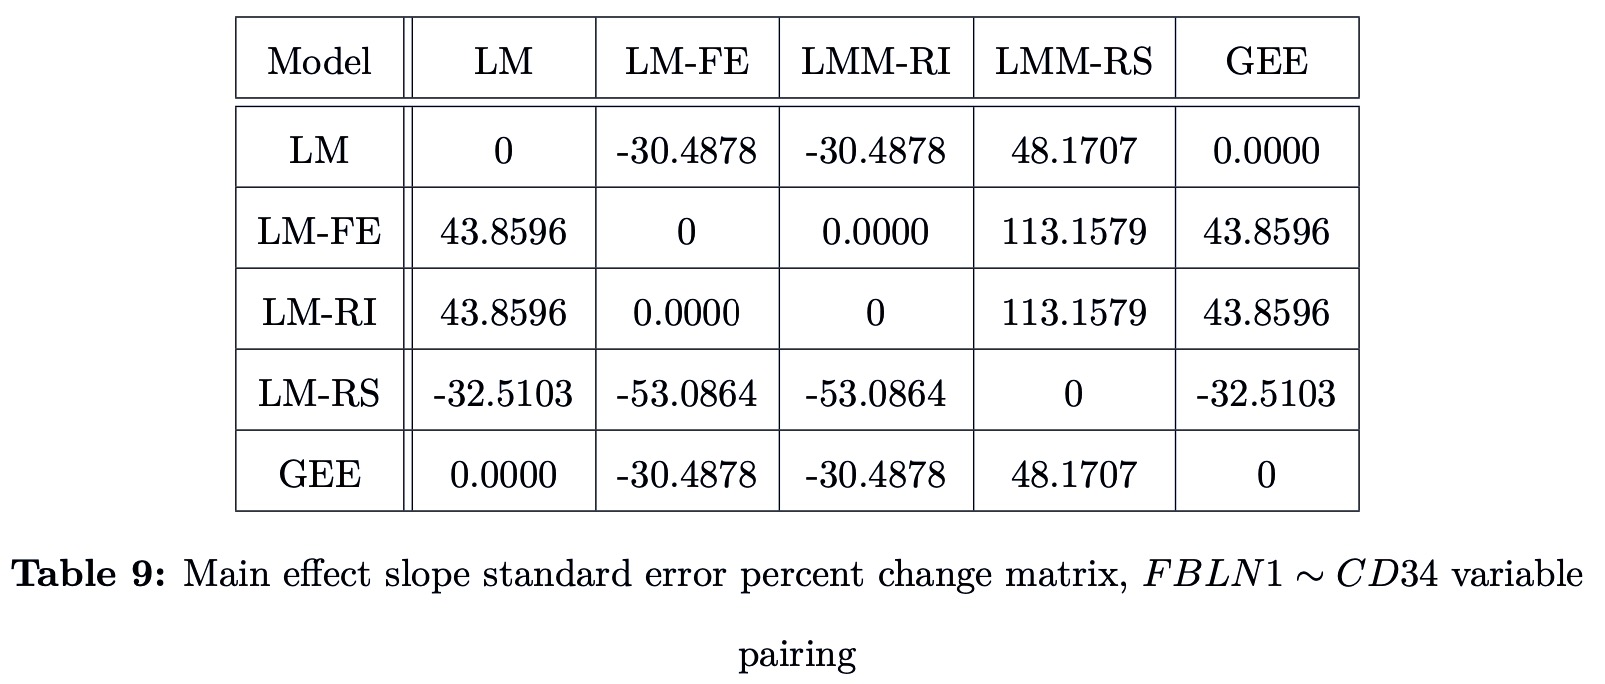 Model LM LM-FE LMM-RI LMM-RS GEE
LM 0 -30.4878 -30.4878 48.1707 0.0000
LM-FE 43.8596 0 0.0000 113.1579 43.8596
LM-RI 43.8596 0.0000 0 113.1579 43.8596
LM-RS -32.5103 -53.0864 -53.0864 0 -32.5103
GEE 0.0000 -30.4878 -30.4878 48.1707 0
Table 9: Main effect slope standard error percent change matrix, FBLN1 ∼ CD34 variable
pairing